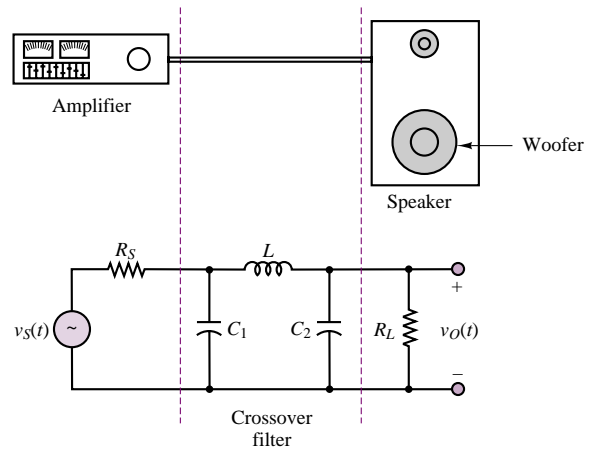 Amplifier
Woofer
Speaker
R_S
L
v_S(t)
~
C_1
C_2
R_L
+
v_O(t)
–
Crossover
filter